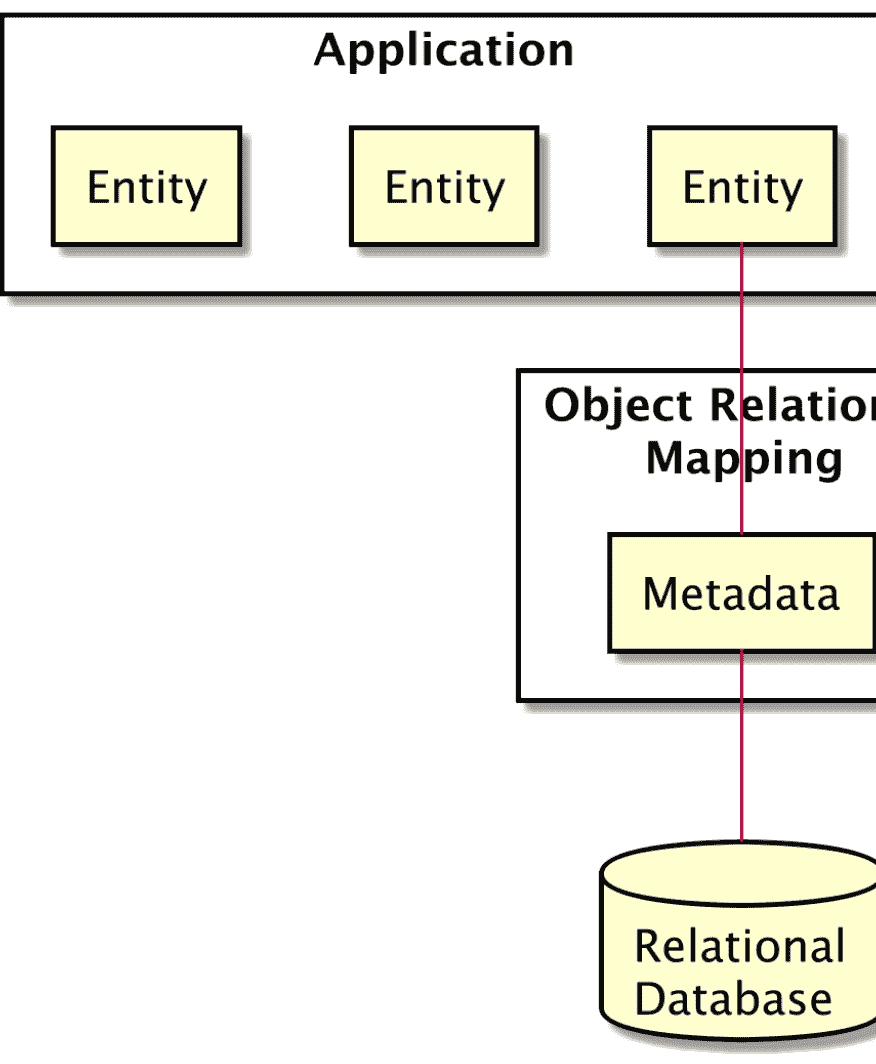 Application
Entity Entity Entity
Object Relation
Mapping
Metadata
Relational
Database